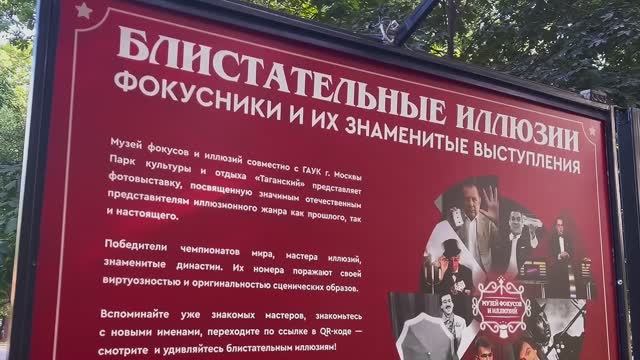 БЛИСТАТЕЛЬНЫЕ ИЛЛЮЗИИ
ФОКУСНИКИ И ИХ ЗНАМЕНИТЫЕ ВЫСТУПЛЕНИЯ
Музей фокусов и иллюзий совместно с ГАУК г. Москвы
Парк культуры и отдыха «Таганский» представляет
фотовыставку, посвященную значимым отечественным
представителям иллюзионного жанра как прошлого, так
и настоящего.
Победители чемпионатов мира, мастера иллюзий,
знаменитые династии. Их номера поражают своей
виртуозностью и оригинальностью сценических образов.
Вспоминайте уже знакомых мастеров, знакомьтесь
с новыми именами, переходите по ссылке в QR-коде —
смотрите и удивляйтесь блистательным иллюзиям!
МУЗЕЙ ФОКУСОВ
И ИЛЛЮЗИЙ